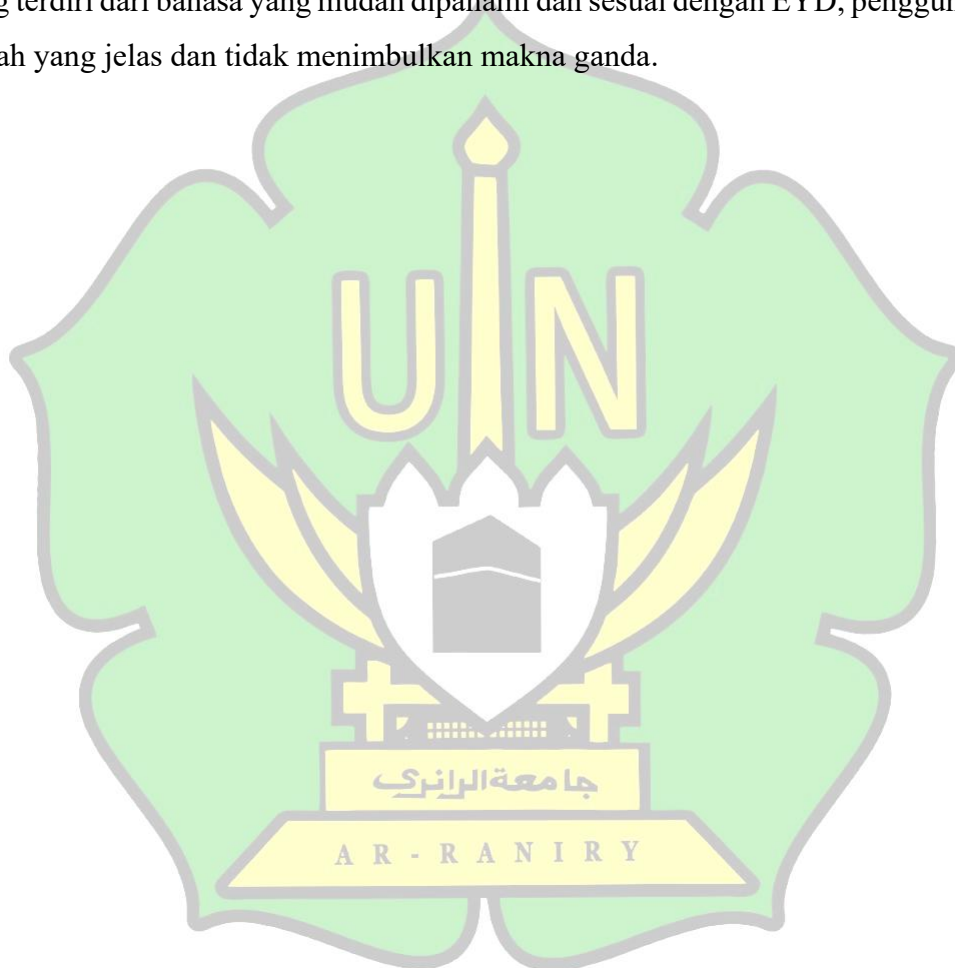 terdiri dari bahasa yang mudah dipahami dan sesuai dengan EYD,
yang jelas dan tidak menimbulkan makna ganda.
UIN
جامعة الرانري
AR-RANIRY